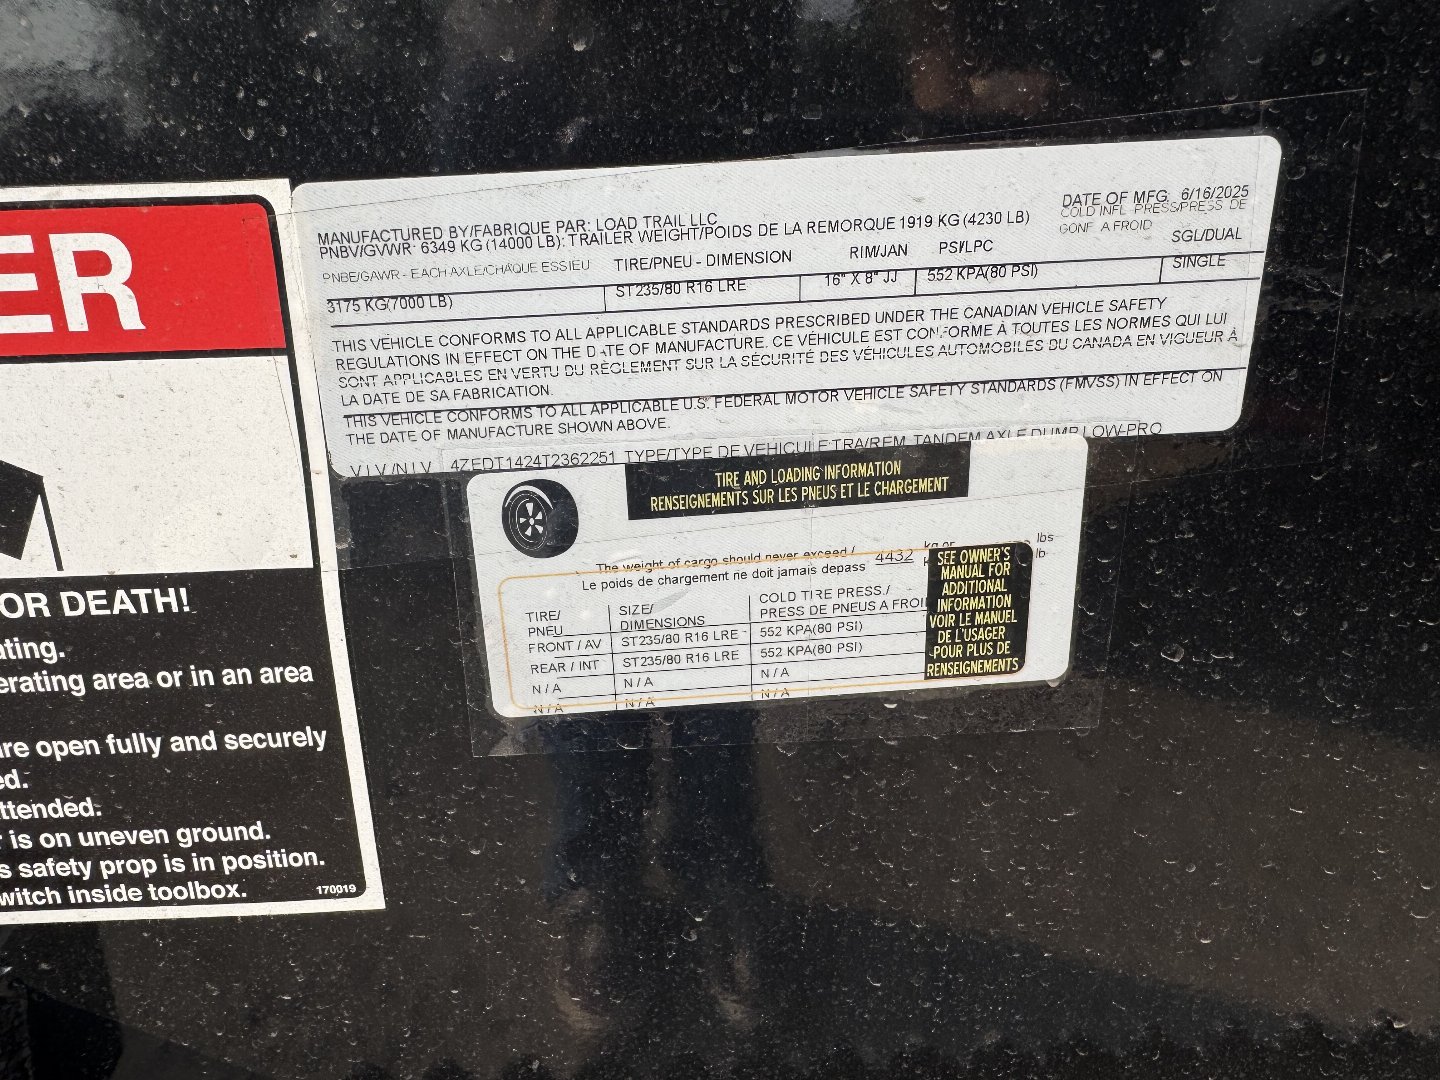 ER
OR DEATH!
ating.
erating area or in an area
re open fully and securely
ed.
ttended.
r is on uneven ground.
s safety prop is in position.
witch inside toolbox.
170019
MANUFACTURED BY/FABRIQUE PAR: LOAD TRAIL LLC
DATE OF MFG. 6/16/2025
PNBV/GVWR: 6349 KG (14000 LB): TRAILER WEIGHT/POIDS DE LA REMORQUE 1919 KG (4230 LB)
COLD INFL. PRESS/PRESS. DE
GONF. A FROID
PNBE/GAWR - EACH AXLE/CHAQUE ESSIEU TIRE/PNEU - DIMENSION RIM/JAN PSI/LPC SGL/DUAL
3175 KG(7000 LB) ST235/80 R16 LRE 16" X 8" JJ 552 KPA(80 PSI) SINGLE
THIS VEHICLE CONFORMS TO ALL APPLICABLE STANDARDS PRESCRIBED UNDER THE CANADIAN VEHICLE SAFETY
REGULATIONS IN EFFECT ON THE DATE OF MANUFACTURE. CE VÉHICULE EST CONFORME À TOUTES LES NORMES QUI LUI
SONT APPLICABLES EN VERTU DU RÈGLEMENT SUR LA SÉCURITÉ DES VÉHICULES AUTOMOBILES DU CANADA EN VIGUEUR À
LA DATE DE SA FABRICATION.
THIS VEHICLE CONFORMS TO ALL APPLICABLE U.S. FEDERAL MOTOR VEHICLE SAFETY STANDARDS (FMVSS) IN EFFECT ON
THE DATE OF MANUFACTURE SHOWN ABOVE.
V.I.V./N.I.V. 4ZEDT1424T2362251 TYPE/TYPE DE VEHICULE TRA/REM, TANDEM AXLE DUMP LOW-PRO
TIRE AND LOADING INFORMATION
RENSEIGNEMENTS SUR LES PNEUS ET LE CHARGEMENT
The weight of cargo should never exceed / kg or lbs
Le poids de chargement ne doit jamais depass 4432 lb
TIRE/
PNEU SIZE/
DIMENSIONS COLD TIRE PRESS./
PRESS DE PNEUS A FROI
FRONT / AV ST235/80 R16 LRE 552 KPA(80 PSI)
REAR / INT ST235/80 R16 LRE 552 KPA(80 PSI)
N / A N / A N / A
N / A N / A N / A
SEE OWNER'S
MANUAL FOR
ADDITIONAL
INFORMATION
VOIR LE MANUEL
DE L'USAGER
POUR PLUS DE
RENSEIGNEMENTS